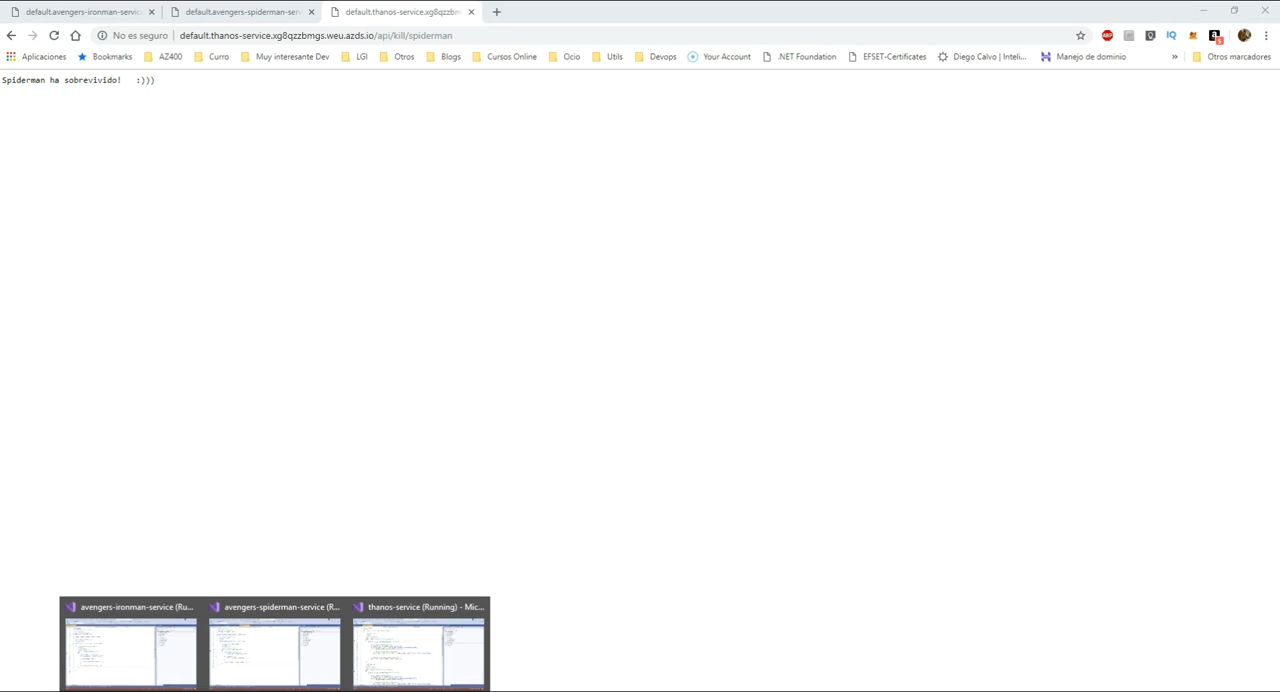 default.avengers-ironman-servic
default.avengers-spiderman-ser
default.thanos-service.xg8qzzbm
No es seguro default.thanos-service.xg8qzzbmgs.weu.azds.io/api/kill/spiderman
Aplicaciones Bookmarks AZ400 Curro Muy interesante Dev LGI Otros Blogs Cursos Online Ocio Utils Devops Your Account .NET Foundation EFSET-Certificates Diego Calvo | Inteli... Manejo de dominio » Otros marcadores
Spiderman ha sobrevivido! :)))
avengers-ironman-service (Ru...
avengers-spiderman-service (R...
thanos-service (Running) - Mic...